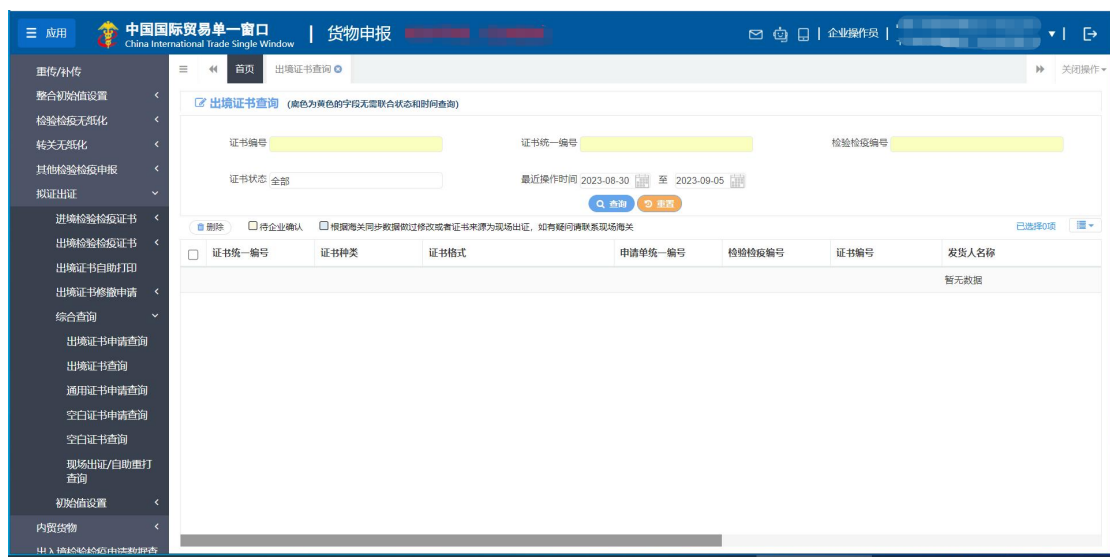 应用
中国国际贸易单一窗口
China International Trade Single Window
货物申报
企业操作员
重传/补传
整合初始值设置
检验检疫无纸化
转关无纸化
其他检验检疫申报
拟证出证
进境检验检疫证书
出境检验检疫证书
出境证书自助打印
出境证书修撤申请
综合查询
出境证书申请查询
出境证书查询
通用证书申请查询
空白证书申请查询
空白证书查询
现场出证/自助重打
查询
初始值设置
内贸货物
出入境检验检疫申请数据查
首页
出境证书查询
关闭操作
出境证书查询 (底色为黄色的字段无需联合状态和时间查询)
证书编号
证书统一编号
检验检疫编号
证书状态 全部
最近操作时间 2023-08-30 至 2023-09-05
查询 重置
删除 待企业确认 根据海关同步数据做过修改或者证书来源为现场出证，如有疑问请联系现场海关 已选择0项
证书统一编号 证书种类 证书格式 申请单统一编号 检验检疫编号 证书编号 发货人名称
暂无数据